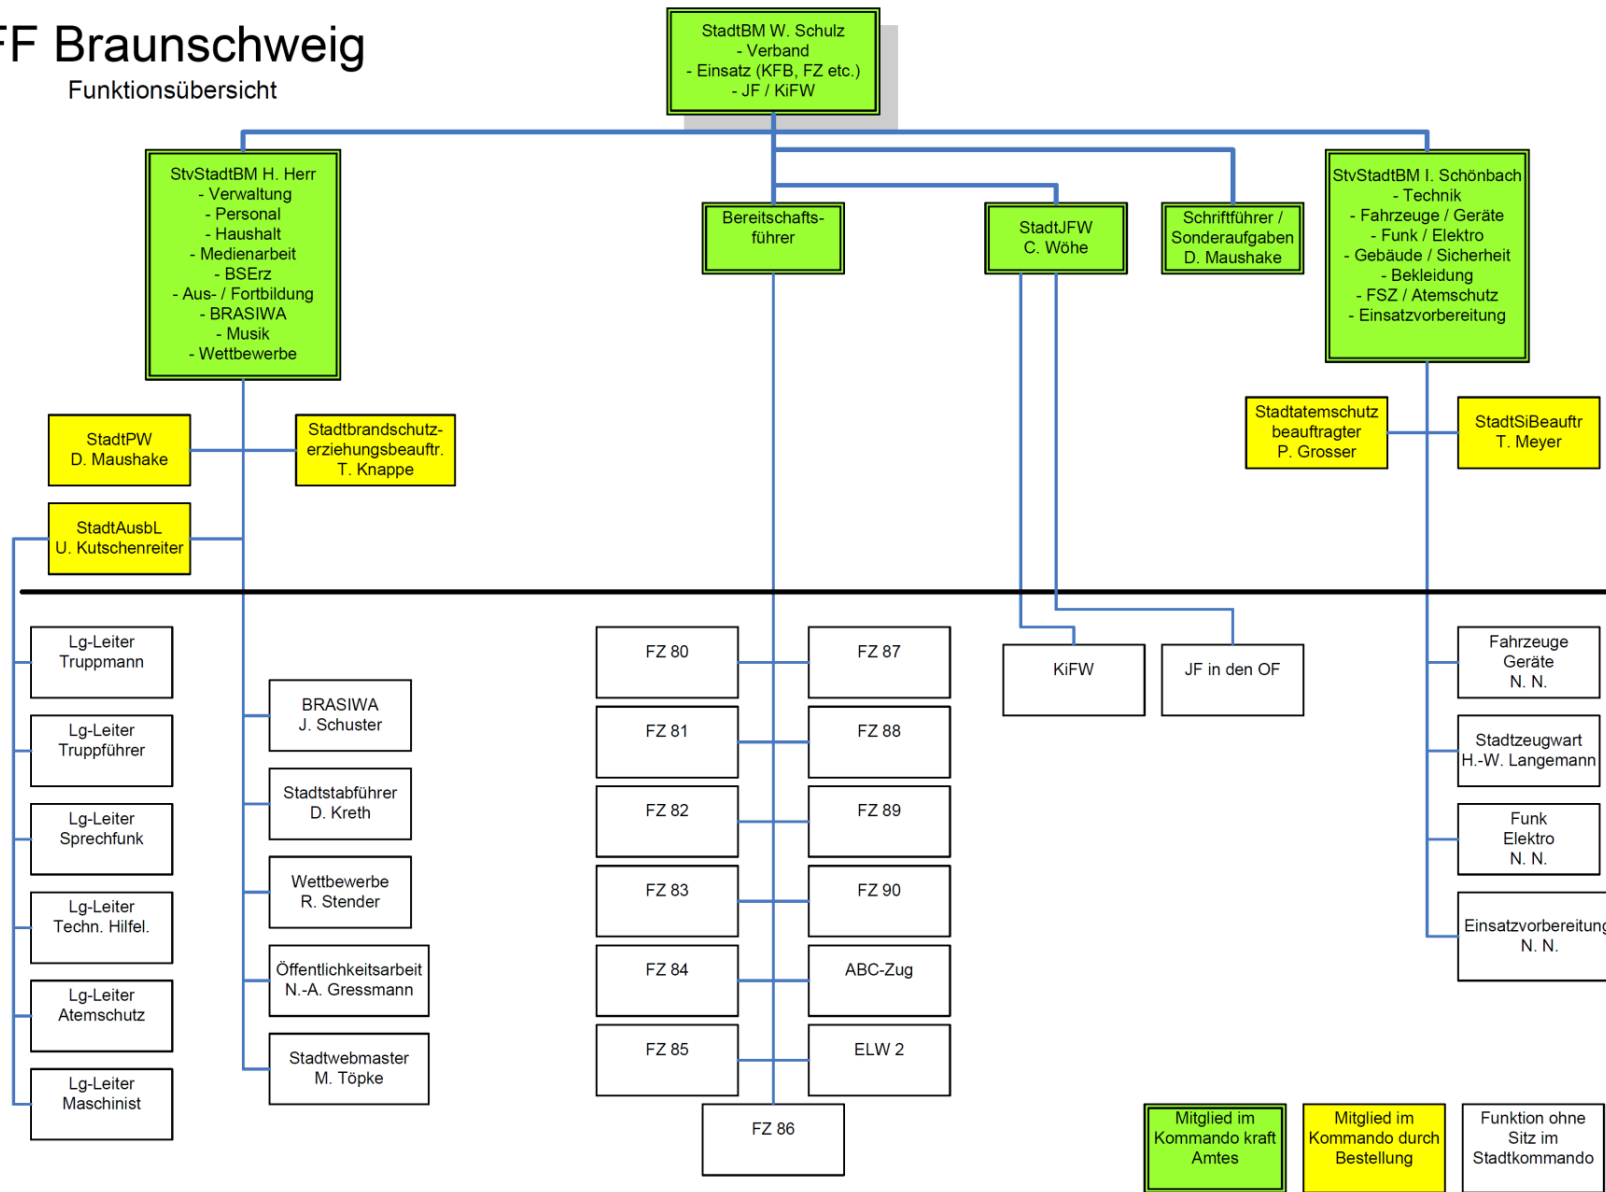 FF Braunschweig
Funktionsübersicht
StadtBM W. Schulz
- Verband
- Einsatz (KFB, FZ etc.)
- JF / KiFW
StvStadtBM H. Herr
- Verwaltung
- Personal
- Haushalt
- Medienarbeit
- BSErz
- Aus- / Fortbildung
- BRASIWA
- Musik
- Wettbewerbe
Bereitschafts-
führer
StadtJFW
C. Wöhe
Schriftführer /
Sonderaufgaben
D. Maushake
StvStadtBM I. Schönbach
- Technik
- Fahrzeuge / Geräte
- Funk / Elektro
- Gebäude / Sicherheit
- Bekleidung
- FSZ / Atemschutz
- Einsatzvorbereitung
StadtPW
D. Maushake
Stadtbrandschutz-
erziehungsbeauftr.
T. Knappe
Stadtatemschutz
beauftragter
P. Grosser
StadtSiBeauftr
T. Meyer
StadtAusbL
U. Kutschenreiter
Lg-Leiter
Truppmann
Lg-Leiter
Truppführer
Lg-Leiter
Sprechfunk
Lg-Leiter
Techn. Hilfel.
Lg-Leiter
Atemschutz
Lg-Leiter
Maschinist
BRASIWA
J. Schuster
Stadtstabführer
D. Kreth
Wettbewerbe
R. Stender
Öffentlichkeitsarbeit
N.-A. Gressmann
Stadtwebmaster
M. Töpke
FZ 80
FZ 87
FZ 81
FZ 88
FZ 82
FZ 89
FZ 83
FZ 90
FZ 84
ABC-Zug
FZ 85
ELW 2
FZ 86
KiFW
JF in den OF
Fahrzeuge
Geräte
N. N.
Stadtzeugwart
H.-W. Langemann
Funk
Elektro
N. N.
Einsatzvorbereitung
N. N.
Mitglied im
Kommando kraft
Amtes
Mitglied im
Kommando durch
Bestellung
Funktion ohne
Sitz im
Stadtkommando